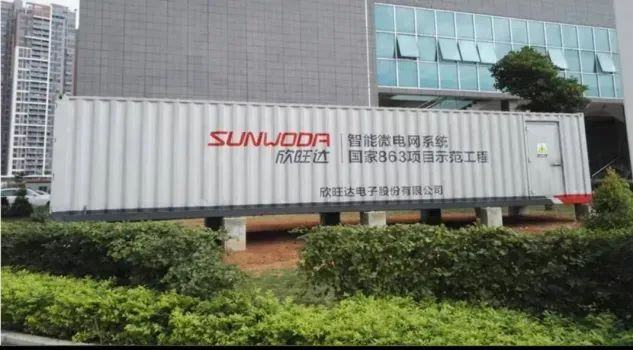 SUNWODA
欣旺达
智能微电网系统
国家863项目示范工程
欣旺达电子股份有限公司